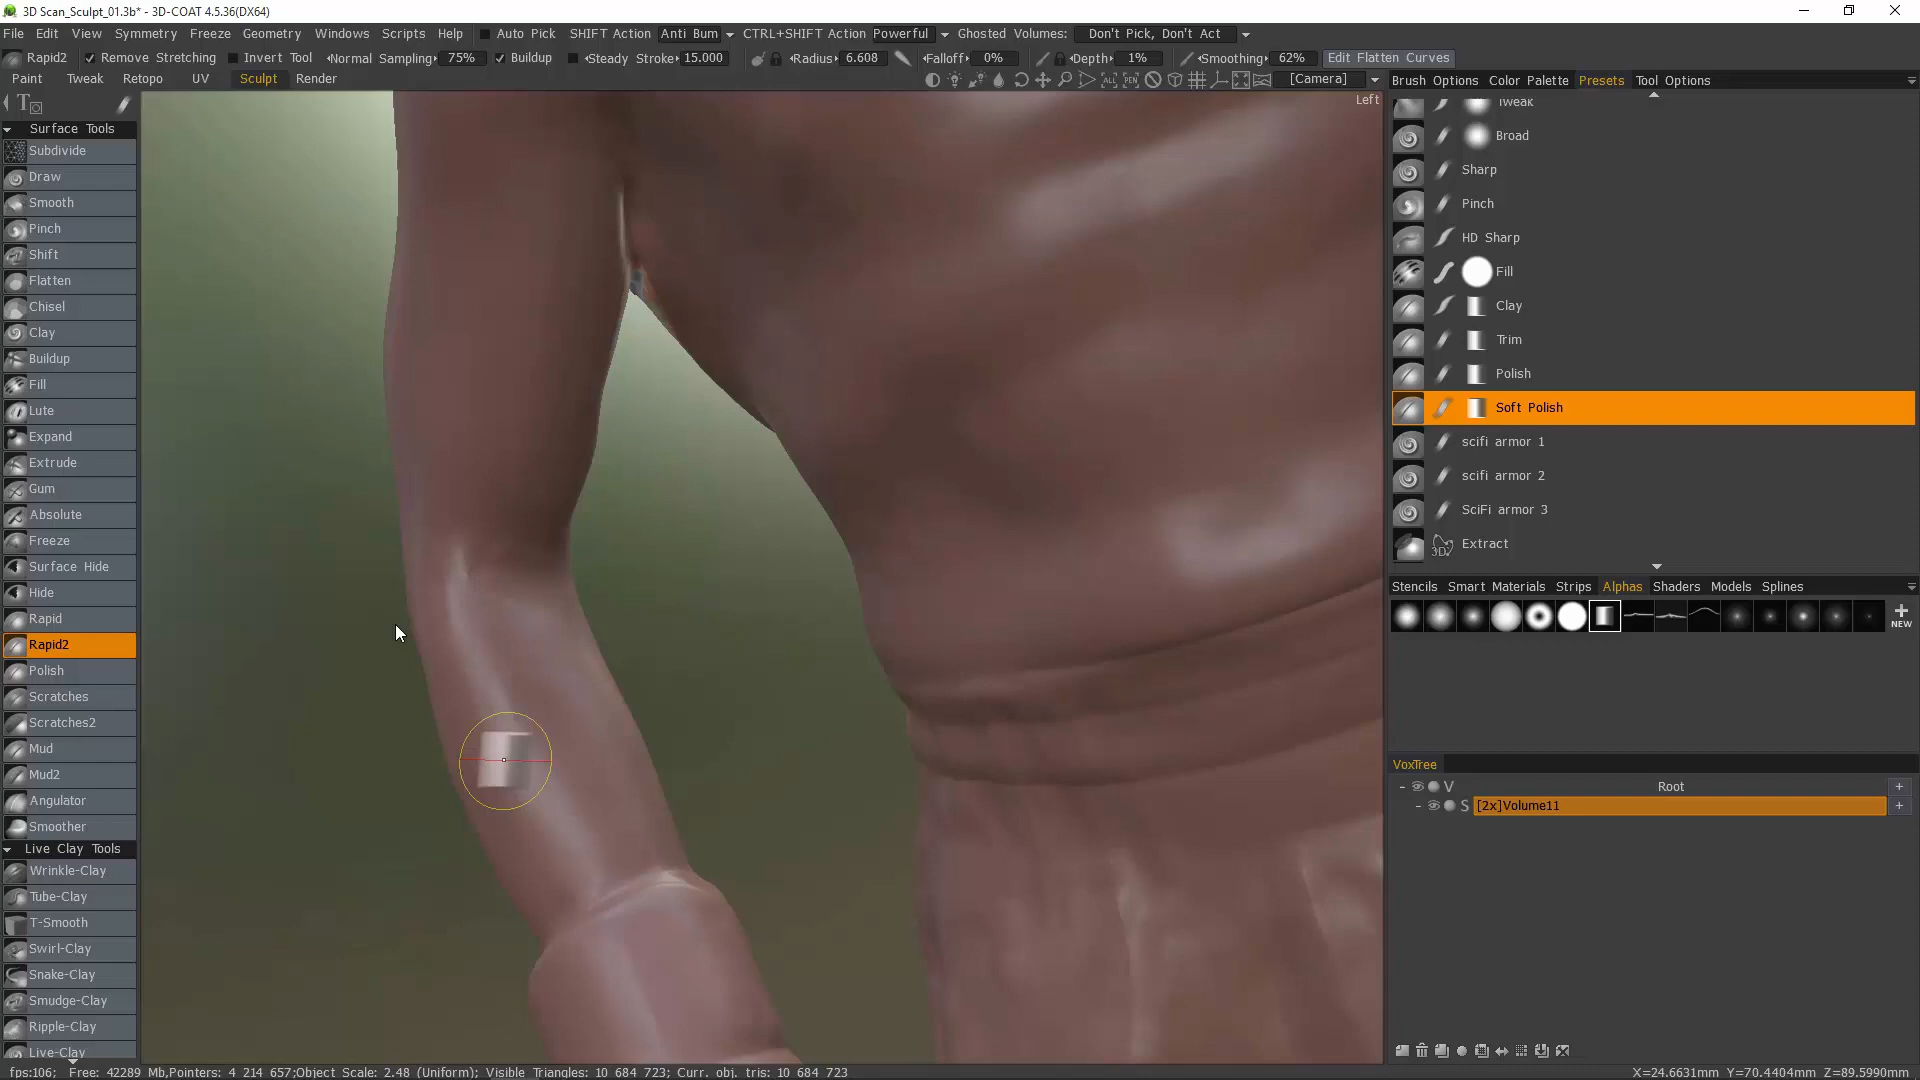 3D Scan_Sculpt_01.3b* - 3D-COAT 4.5.36(DX64)
File Edit View Symmetry Freeze Geometry Windows Scripts Help Auto Pick SHIFT Action Anti Bum CTRL+SHIFT Action Powerful Ghosted Volumes: Don't Pick, Don't Act
Rapid2 Remove Stretching Invert Tool Normal Sampling 75% Buildup Steady Stroke 15.000 Radius 6.608 Falloff 0% Depth 1% Smoothing 62% Edit Flatten Curves
Paint Tweak Retopo UV Sculpt Render [Camera]
Left
Surface Tools
Subdivide
Draw
Smooth
Pinch
Shift
Flatten
Chisel
Clay
Buildup
Fill
Lute
Expand
Extrude
Gum
Absolute
Freeze
Surface Hide
Hide
Rapid
Rapid2
Polish
Scratches
Scratches2
Mud
Mud2
Angulator
Smoother
Live Clay Tools
Wrinkle-Clay
Tube-Clay
T-Smooth
Swirl-Clay
Snake-Clay
Smudge-Clay
Ripple-Clay
Live-Clay
Brush Options Color Palette Presets Tool Options
Tweak
Broad
Sharp
Pinch
HD Sharp
Fill
Clay
Trim
Polish
Soft Polish
scifi armor 1
scifi armor 2
SciFi armor 3
3D Extract
Stencils Smart Materials Strips Alphas Shaders Models Splines
NEW
VoxTree
V Root
S [2x]Volume11
fps:106; Free: 42289 Mb,Pointers: 4 214 657;Object Scale: 2.48 (Uniform); Visible Triangles: 10 684 723; Curr. obj. tris: 10 684 723 X=24.6631mm Y=70.4404mm Z=89.5990mm